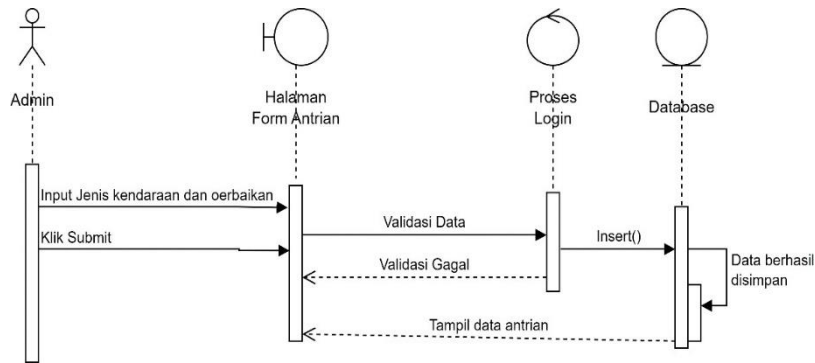 Admin
Halaman
Form Antrian
Proses
Login
Database
Input Jenis kendaraan dan oerbaikan
Klik Submit
Validasi Data
Insert()
Data berhasil
disimpan
Validasi Gagal
Tampil data antrian